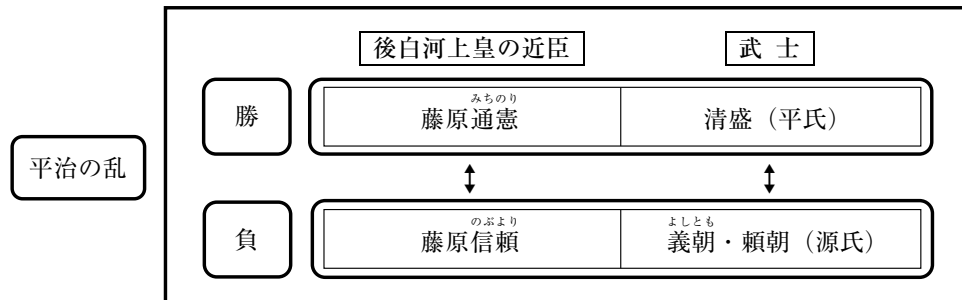 後白河上皇の近臣
武士
勝
みちのり
藤原通憲
清盛（平氏）
平治の乱
負
のぶより
藤原信頼
よしとも
義朝・頼朝（源氏）